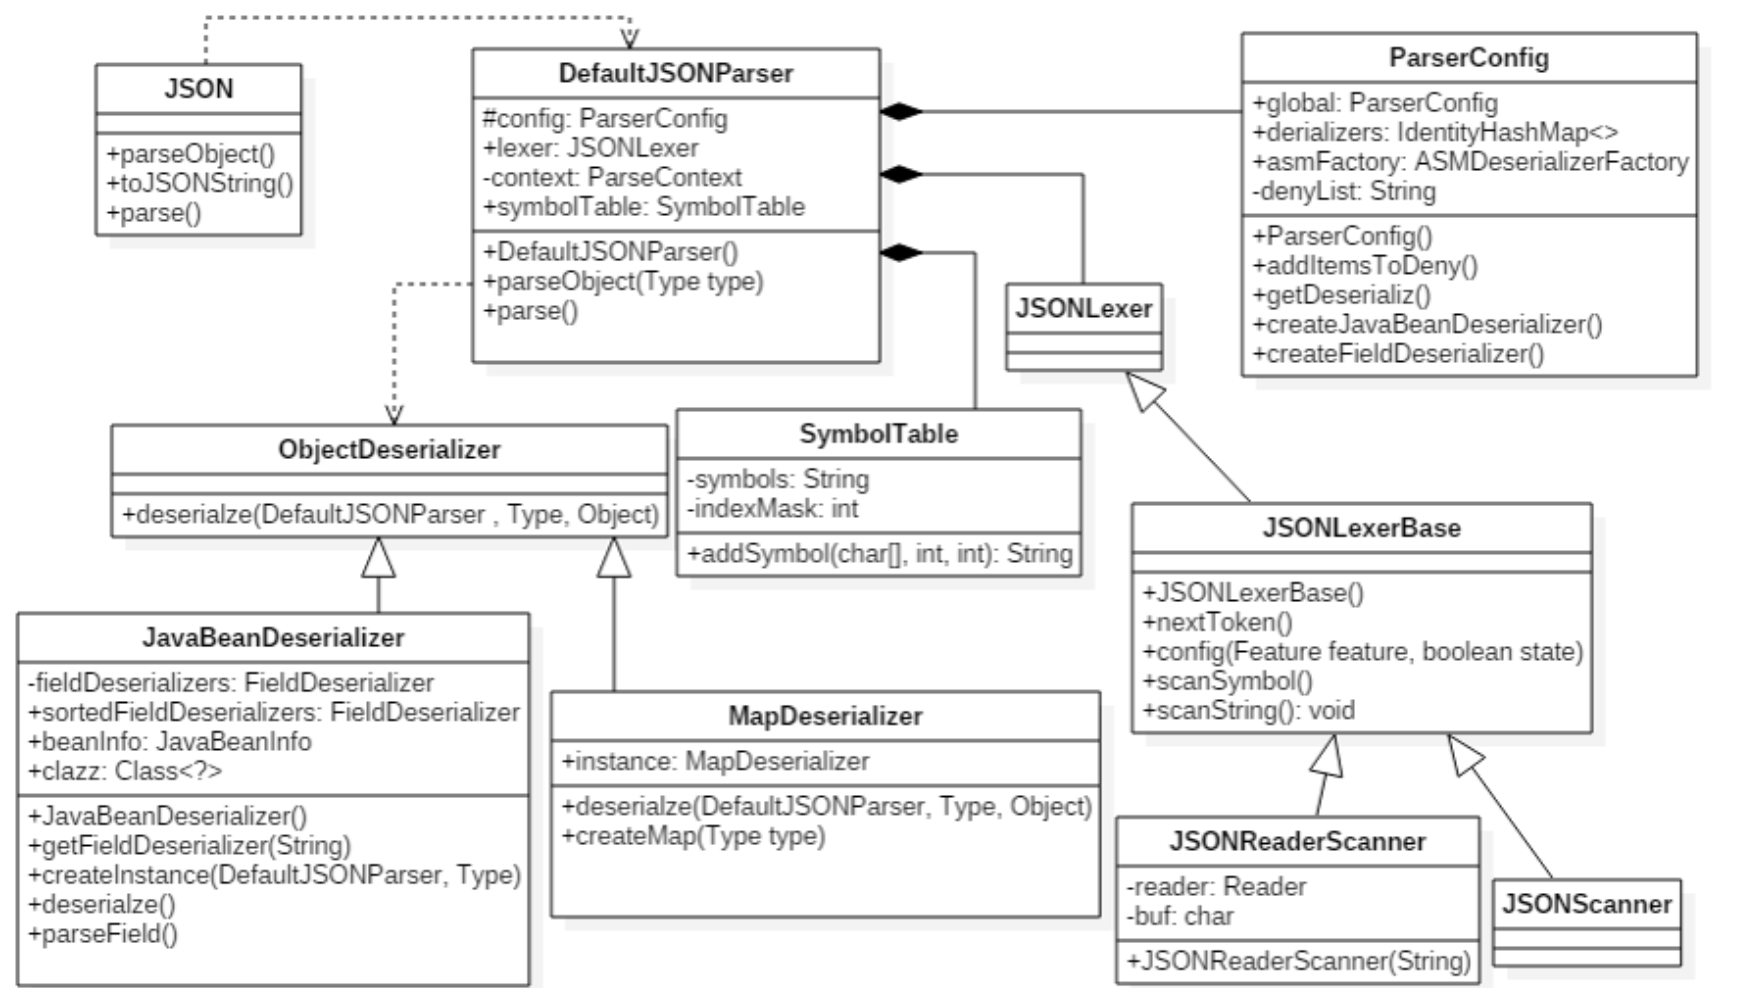 JSON
+parseObject()
+toJSONString()
+parse()
DefaultJSONParser
#config: ParserConfig
+lexer: JSONLexer
-context: ParseContext
+symbolTable: SymbolTable
+DefaultJSONParser()
+parseObject(Type type)
+parse()
ParserConfig
+global: ParserConfig
+derializers: IdentityHashMap<>
+asmFactory: ASMDeserializerFactory
-denyList: String
+ParserConfig()
+addItemsToDeny()
+getDeserializ()
+createJavaBeanDeserializer()
+createFieldDeserializer()
JSONLexer
ObjectDeserializer
+deserialze(DefaultJSONParser , Type, Object)
SymbolTable
-symbols: String
-indexMask: int
+addSymbol(char[], int, int): String
JSONLexerBase
+JSONLexerBase()
+nextToken()
+config(Feature feature, boolean state)
+scanSymbol()
+scanString(): void
JavaBeanDeserializer
-fieldDeserializers: FieldDeserializer
+sortedFieldDeserializers: FieldDeserializer
+beanInfo: JavaBeanInfo
+clazz: Class<?>
+JavaBeanDeserializer()
+getFieldDeserializer(String)
+createInstance(DefaultJSONParser, Type)
+deserialze()
+parseField()
MapDeserializer
+instance: MapDeserializer
+deserialze(DefaultJSONParser, Type, Object)
+createMap(Type type)
JSONReaderScanner
-reader: Reader
-buf: char
+JSONReaderScanner(String)
JSONScanner